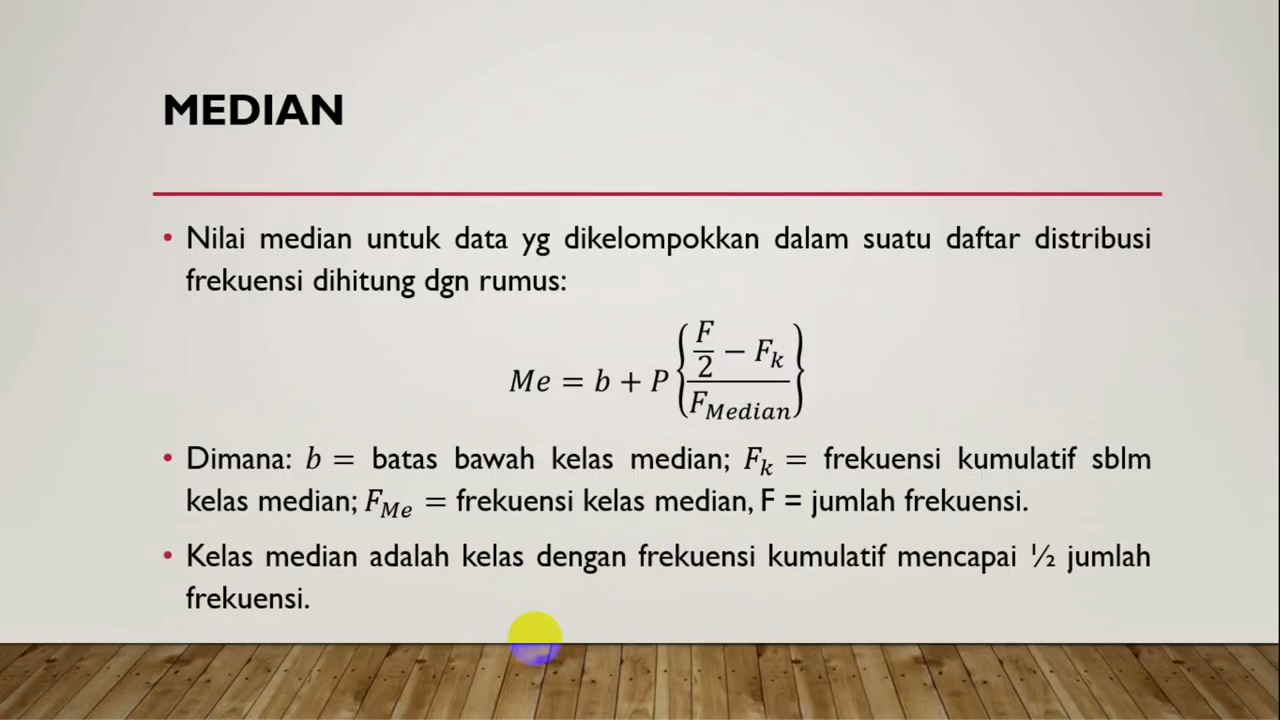 MEDIAN
• Nilai median untuk data yg dikelompokkan dalam suatu daftar distribusi
frekuensi dihitung dgn rumus:
Me = b + P {(F/2 − F_k)/F_Median}
• Dimana: b = batas bawah kelas median; F_k = frekuensi kumulatif sblm
kelas median; F_Me = frekuensi kelas median, F = jumlah frekuensi.
• Kelas median adalah kelas dengan frekuensi kumulatif mencapai ½ jumlah
frekuensi.